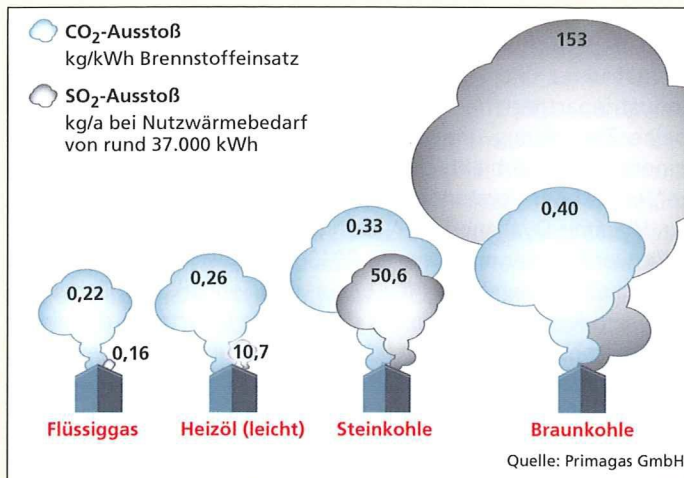 CO₂-Ausstoß
kg/kWh Brennstoffeinsatz
SO₂-Ausstoß
kg/a bei Nutzwärmebedarf
von rund 37.000 kWh
153
0,40
0,33
50,6
0,26
10,7
0,22
0,16
Flüssiggas Heizöl (leicht) Steinkohle Braunkohle
Quelle: Primagas GmbH